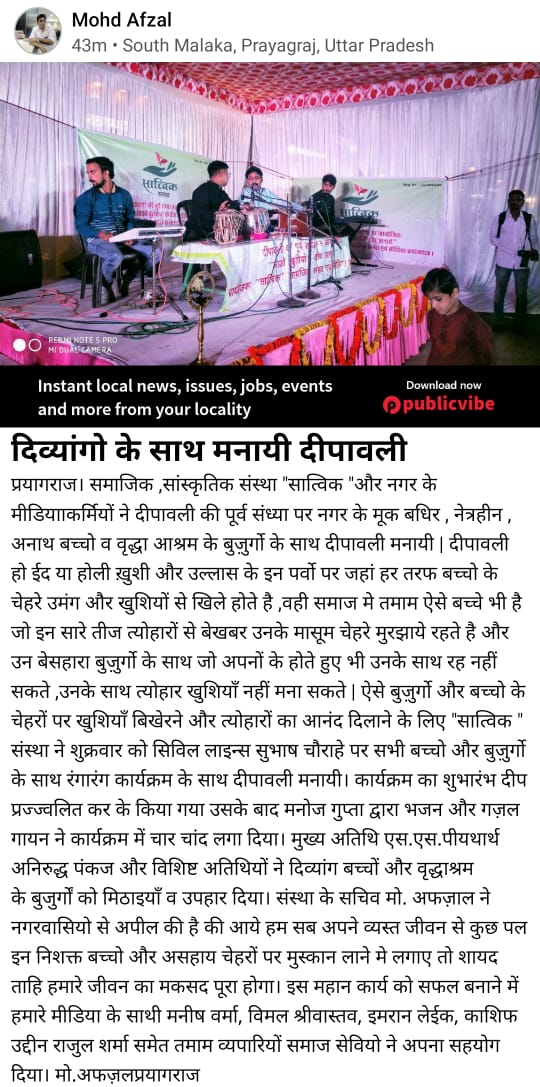 Mohd Afzal
43m • South Malaka, Prayagraj, Uttar Pradesh
सात्विक
सात्विक
REDMI NOTE 5 PRO
MI DUAL CAMERA
Instant local news, issues, jobs, events
and more from your locality
Download now
publicvibe
दिव्यांगो के साथ मनायी दीपावली
प्रयागराज। समाजिक ,सांस्कृतिक संस्था "सात्विक "और नगर के
मीडियााकर्मियों ने दीपावली की पूर्व संध्या पर नगर के मूक बधिर , नेत्रहीन ,
अनाथ बच्चो व वृद्धा आश्रम के बुज़ुर्गो के साथ दीपावली मनायी | दीपावली
हो ईद या होली ख़ुशी और उल्लास के इन पर्वो पर जहां हर तरफ बच्चो के
चेहरे उमंग और खुशियों से खिले होते है ,वही समाज मे तमाम ऐसे बच्चे भी है
जो इन सारे तीज त्योहारों से बेखबर उनके मासूम चेहरे मुरझाये रहते है और
उन बेसहारा बुज़ुर्गो के साथ जो अपनों के होते हुए भी उनके साथ रह नहीं
सकते ,उनके साथ त्योहार खुशियाँ नहीं मना सकते | ऐसे बुज़ुर्गो और बच्चो के
चेहरों पर खुशियाँ बिखेरने और त्योहारों का आनंद दिलाने के लिए "सात्विक "
संस्था ने शुक्रवार को सिविल लाइन्स सुभाष चौराहे पर सभी बच्चो और बुज़ुर्गो
के साथ रंगारंग कार्यक्रम के साथ दीपावली मनायी। कार्यक्रम का शुभारंभ दीप
प्रज्ज्वलित कर के किया गया उसके बाद मनोज गुप्ता द्वारा भजन और गज़ल
गायन ने कार्यक्रम में चार चांद लगा दिया। मुख्य अतिथि एस.एस.पीयथार्थ
अनिरुद्ध पंकज और विशिष्ट अतिथियों ने दिव्यांग बच्चों और वृद्धाश्रम
के बुजुर्गों को मिठाइयाँ व उपहार दिया। संस्था के सचिव मो. अफज़ाल ने
नगरवासियो से अपील की है की आये हम सब अपने व्यस्त जीवन से कुछ पल
इन निशक्त बच्चो और असहाय चेहरों पर मुस्कान लाने मे लगाए तो शायद
ताहि हमारे जीवन का मकसद पूरा होगा। इस महान कार्य को सफल बनाने में
हमारे मीडिया के साथी मनीष वर्मा, विमल श्रीवास्तव, इमरान लेईक, काशिफ
उद्दीन राजुल शर्मा समेत तमाम व्यपारियों समाज सेवियो ने अपना सहयोग
दिया। मो.अफज़लप्रयागराज